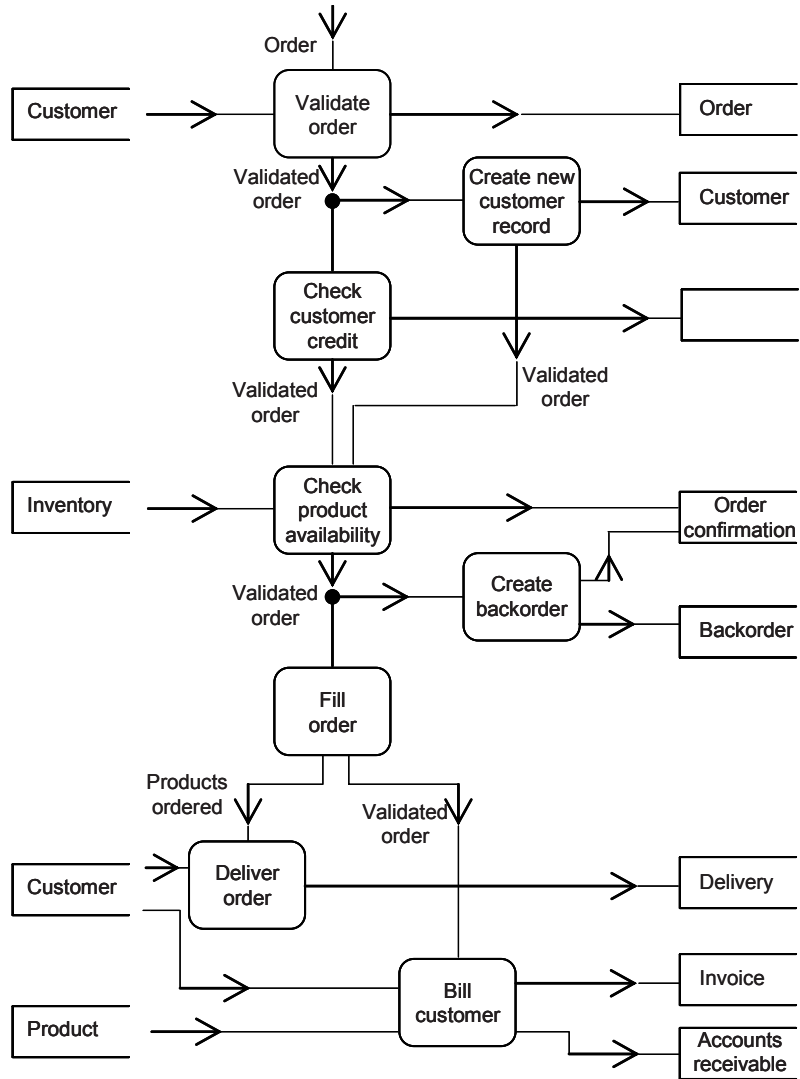 Order
Customer
Validate
order
Order
Validated
order
Create new
customer
record
Customer
Check
customer
credit
Validated
order
Validated
order
Inventory
Check
product
availability
Order
confirmation
Validated
order
Create
backorder
Backorder
Fill
order
Products
ordered
Validated
order
Customer
Deliver
order
Delivery
Bill
customer
Invoice
Product
Accounts
receivable